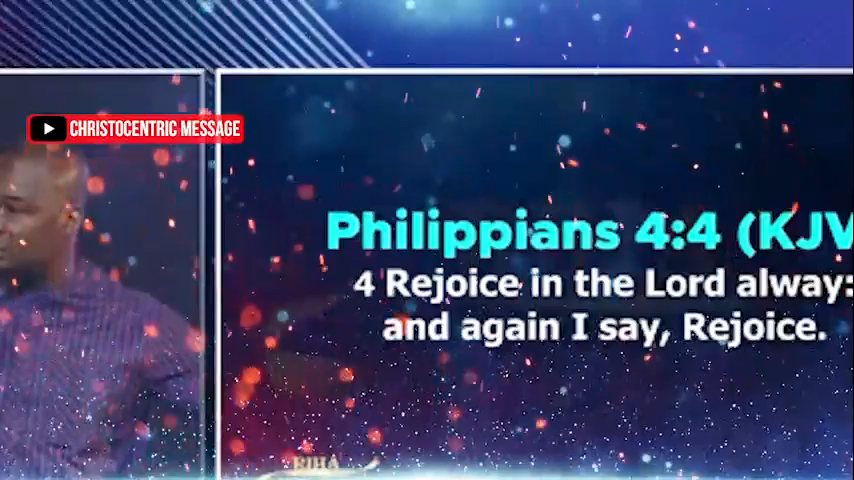 CHRISTOCENTRIC MESSAGE
Philippians 4:4 (KJV
4 Rejoice in the Lord alway:
and again I say, Rejoice.